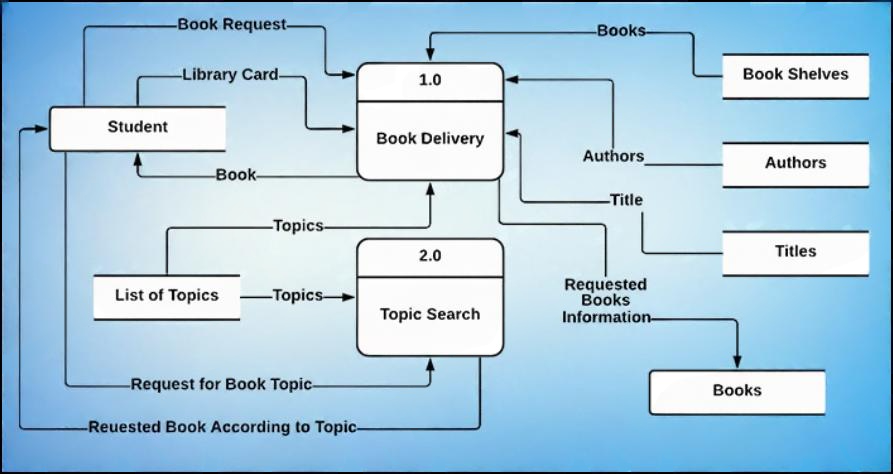 Book Request
Books
Library Card
1.0
Book Shelves
Student
Book Delivery
Authors
Authors
Book
Title
Topics
Titles
2.0
List of Topics
Topics
Topic Search
Requested
Books
Information
Request for Book Topic
Books
Reuested Book According to Topic